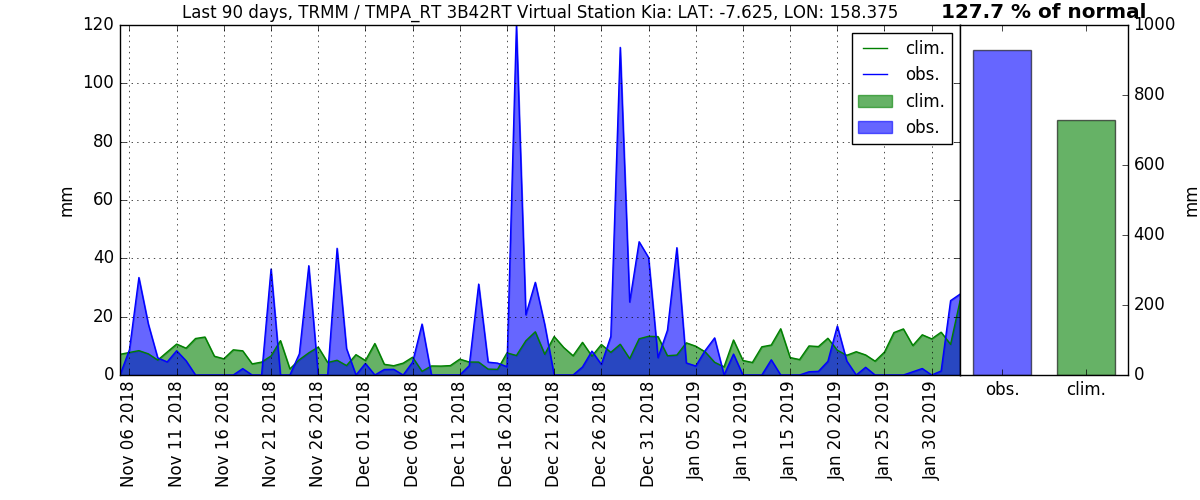 Last 90 days, TRMM / TMPA_RT 3B42RT Virtual Station Kia: LAT: -7.625, LON: 158.375
127.7 % of normal
120
100
80
60
40
20
0
mm
clim.
obs.
clim.
obs.
1000
800
600
400
200
0
mm
obs.
clim.
Nov 06 2018
Nov 11 2018
Nov 16 2018
Nov 21 2018
Nov 26 2018
Dec 01 2018
Dec 06 2018
Dec 11 2018
Dec 16 2018
Dec 21 2018
Dec 26 2018
Dec 31 2018
Jan 05 2019
Jan 10 2019
Jan 15 2019
Jan 20 2019
Jan 25 2019
Jan 30 2019